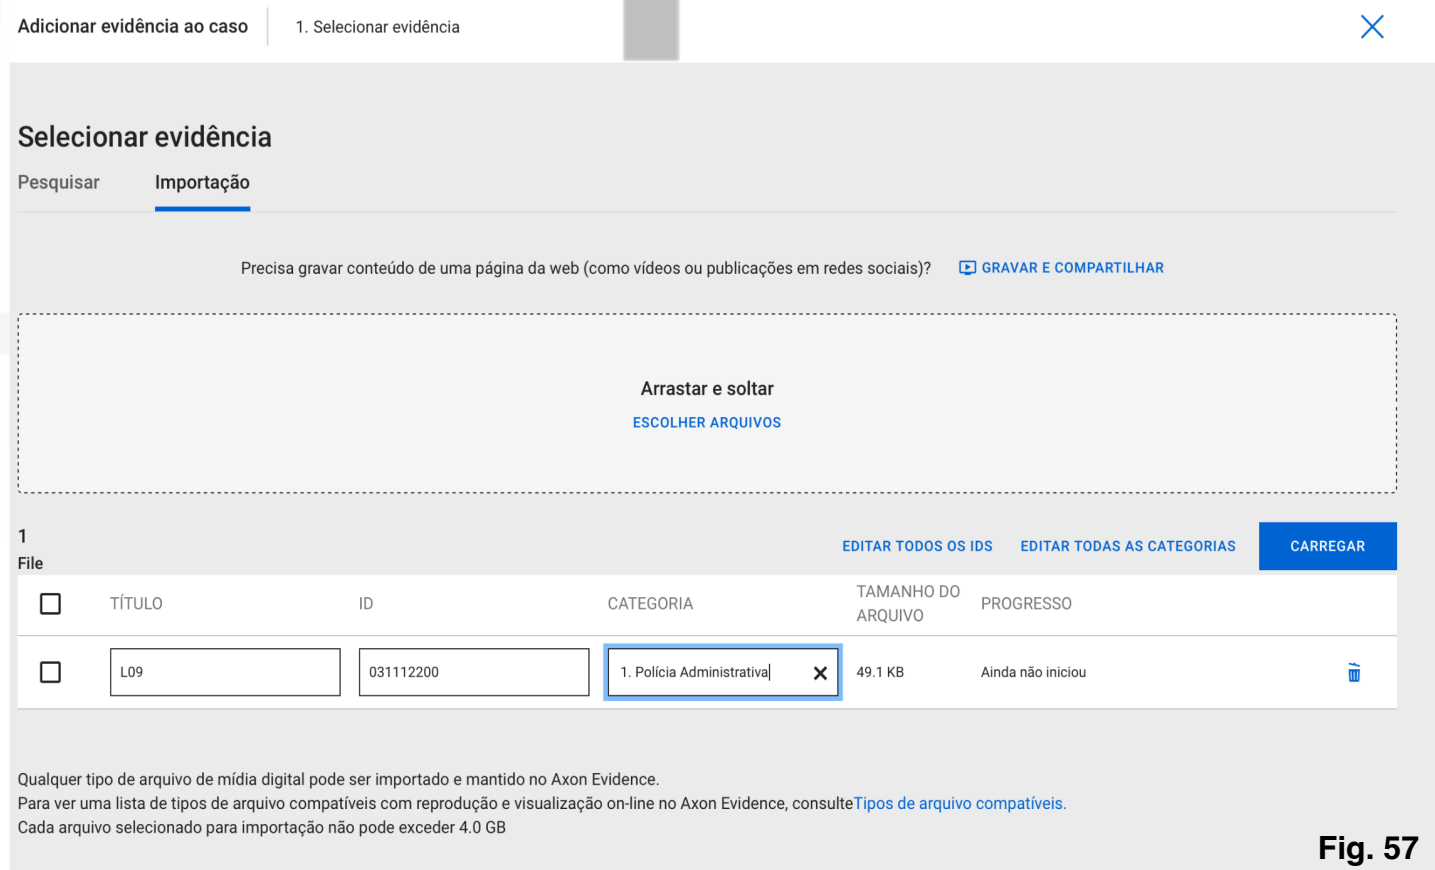 Adicionar evidência ao caso
1. Selecionar evidência
Selecionar evidência
Pesquisar
Importação
Precisa gravar conteúdo de uma página da web (como vídeos ou publicações em redes sociais)?
GRAVAR E COMPARTILHAR
Arrastar e soltar
ESCOLHER ARQUIVOS
1
File
EDITAR TODOS OS IDS
EDITAR TODAS AS CATEGORIAS
CARREGAR
TÍTULO
ID
CATEGORIA
TAMANHO DO
ARQUIVO
PROGRESSO
L09
031112200
1. Polícia Administrativa
49.1 KB
Ainda não iniciou
Qualquer tipo de arquivo de mídia digital pode ser importado e mantido no Axon Evidence.
Para ver uma lista de tipos de arquivo compatíveis com reprodução e visualização on-line no Axon Evidence, consulteTipos de arquivo compatíveis.
Cada arquivo selecionado para importação não pode exceder 4.0 GB
Fig. 57